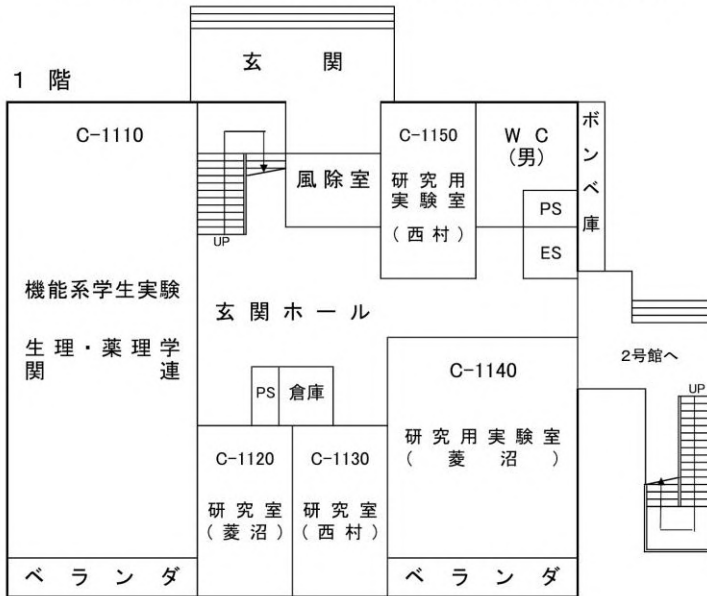 玄 関
1 階
C-1110
C-1150
W C
(男)
ボンベ庫
風除室
研究用
実験室
(西村)
PS
UP
ES
機能系学生実験
玄関ホール
生理・薬理学
関連
2号館へ
PS
倉庫
C-1140
UP
研究用実験室
(菱沼)
C-1120
C-1130
研究室
(菱沼)
研究室
(西村)
ベランダ
ベランダ